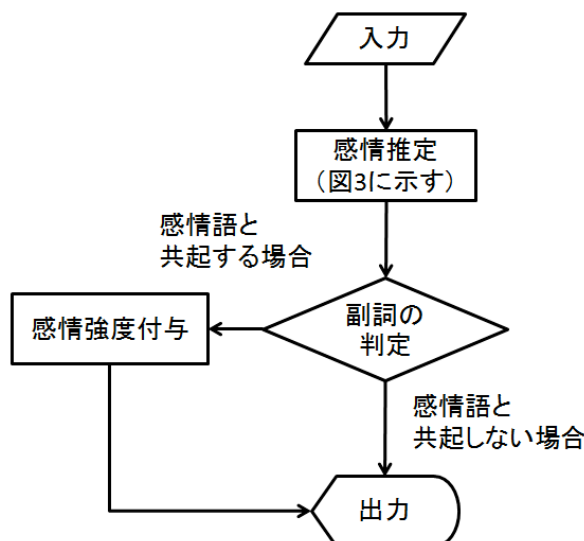 入力
感情推定
（図3に示す）
感情語と
共起する場合
副詞の
判定
感情強度付与
感情語と
共起しない場合
出力